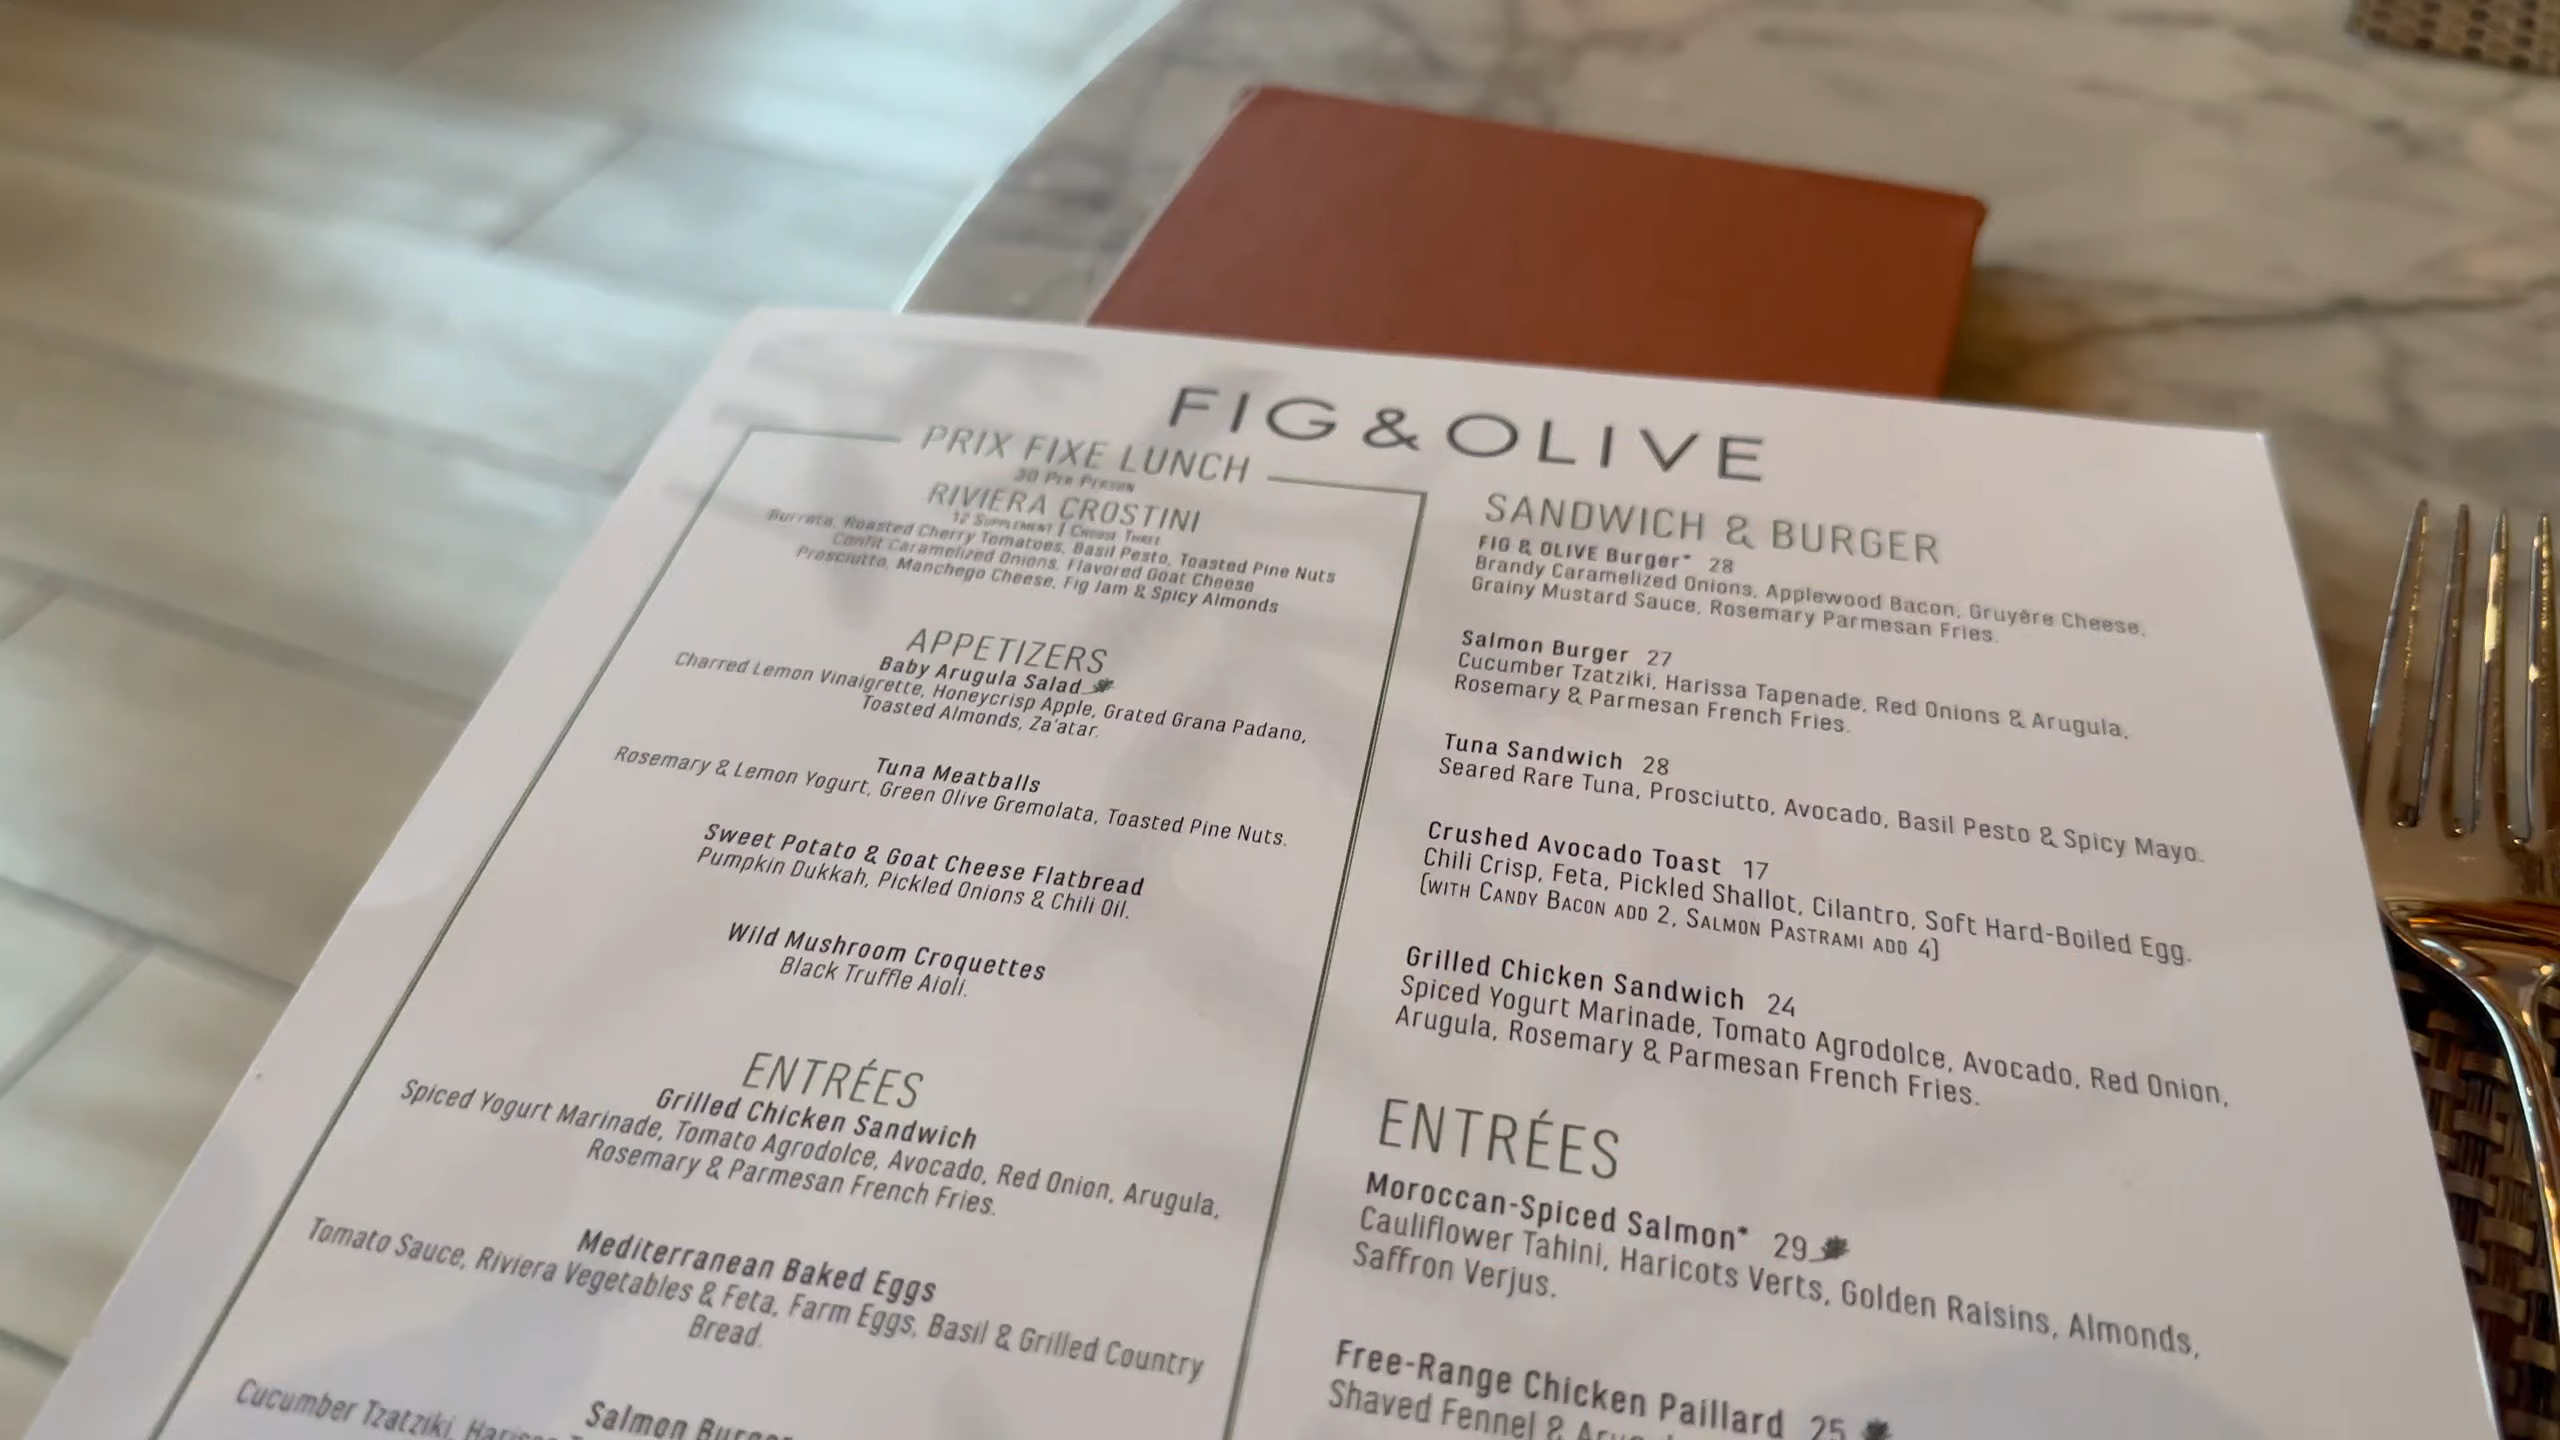 FIG & OLIVE
PRIX FIXE LUNCH
30 Per Person
RIVIERA CROSTINI
12 Supplement | Choose Three
Burrata, Roasted Cherry Tomatoes, Basil Pesto, Toasted Pine Nuts
Confit Caramelized Onions, Flavored Goat Cheese
Prosciutto, Manchego Cheese, Fig Jam & Spicy Almonds
APPETIZERS
Baby Arugula Salad
Charred Lemon Vinaigrette, Honeycrisp Apple, Grated Grana Padano,
Toasted Almonds, Za'atar.
Tuna Meatballs
Rosemary & Lemon Yogurt, Green Olive Gremolata, Toasted Pine Nuts.
Sweet Potato & Goat Cheese Flatbread
Pumpkin Dukkah, Pickled Onions & Chili Oil.
Wild Mushroom Croquettes
Black Truffle Aioli.
ENTRÉES
Grilled Chicken Sandwich
Spiced Yogurt Marinade, Tomato Agrodolce, Avocado, Red Onion, Arugula,
Rosemary & Parmesan French Fries.
Mediterranean Baked Eggs
Tomato Sauce, Riviera Vegetables & Feta, Farm Eggs, Basil & Grilled Country
Bread.
Salmon Burger
Cucumber Tzatziki,
SANDWICH & BURGER
FIG & OLIVE Burger* 28
Brandy Caramelized Onions, Applewood Bacon, Gruyère Cheese,
Grainy Mustard Sauce, Rosemary Parmesan Fries.
Salmon Burger 27
Cucumber Tzatziki, Harissa Tapenade, Red Onions & Arugula,
Rosemary & Parmesan French Fries.
Tuna Sandwich 28
Seared Rare Tuna, Prosciutto, Avocado, Basil Pesto & Spicy Mayo.
Crushed Avocado Toast 17
Chili Crisp, Feta, Pickled Shallot, Cilantro, Soft Hard-Boiled Egg.
(with Candy Bacon add 2, Salmon Pastrami add 4)
Grilled Chicken Sandwich 24
Spiced Yogurt Marinade, Tomato Agrodolce, Avocado, Red Onion,
Arugula, Rosemary & Parmesan French Fries.
ENTRÉES
Moroccan-Spiced Salmon* 29
Cauliflower Tahini, Haricots Verts, Golden Raisins, Almonds,
Saffron Verjus.
Free-Range Chicken Paillard 25
Shaved Fennel &